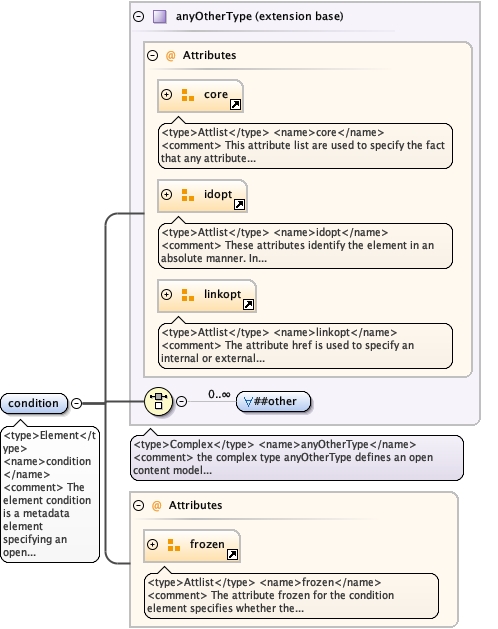 anyOtherType (extension base)
@ Attributes
core
<type>Attlist</type> <name>core</name>
<comment> This attribute list are used to specify the fact
that any attribute...
idopt
<type>Attlist</type> <name>idopt</name>
<comment> These attributes identify the element in an
absolute manner. In...
linkopt
<type>Attlist</type> <name>linkopt</name>
<comment> The attribute href is used to specify an
internal or external...
condition
0..∞
∀##other
<type>Element</t
ype>
<name>condition
</name>
<comment> The
element condition
is a metadata
element
specifying an
open...
<type>Complex</type> <name>anyOtherType</name>
<comment> the complex type anyOtherType defines an open
content model...
@ Attributes
frozen
<type>Attlist</type> <name>frozen</name>
<comment> The attribute frozen for the condition
element specifies whether the...